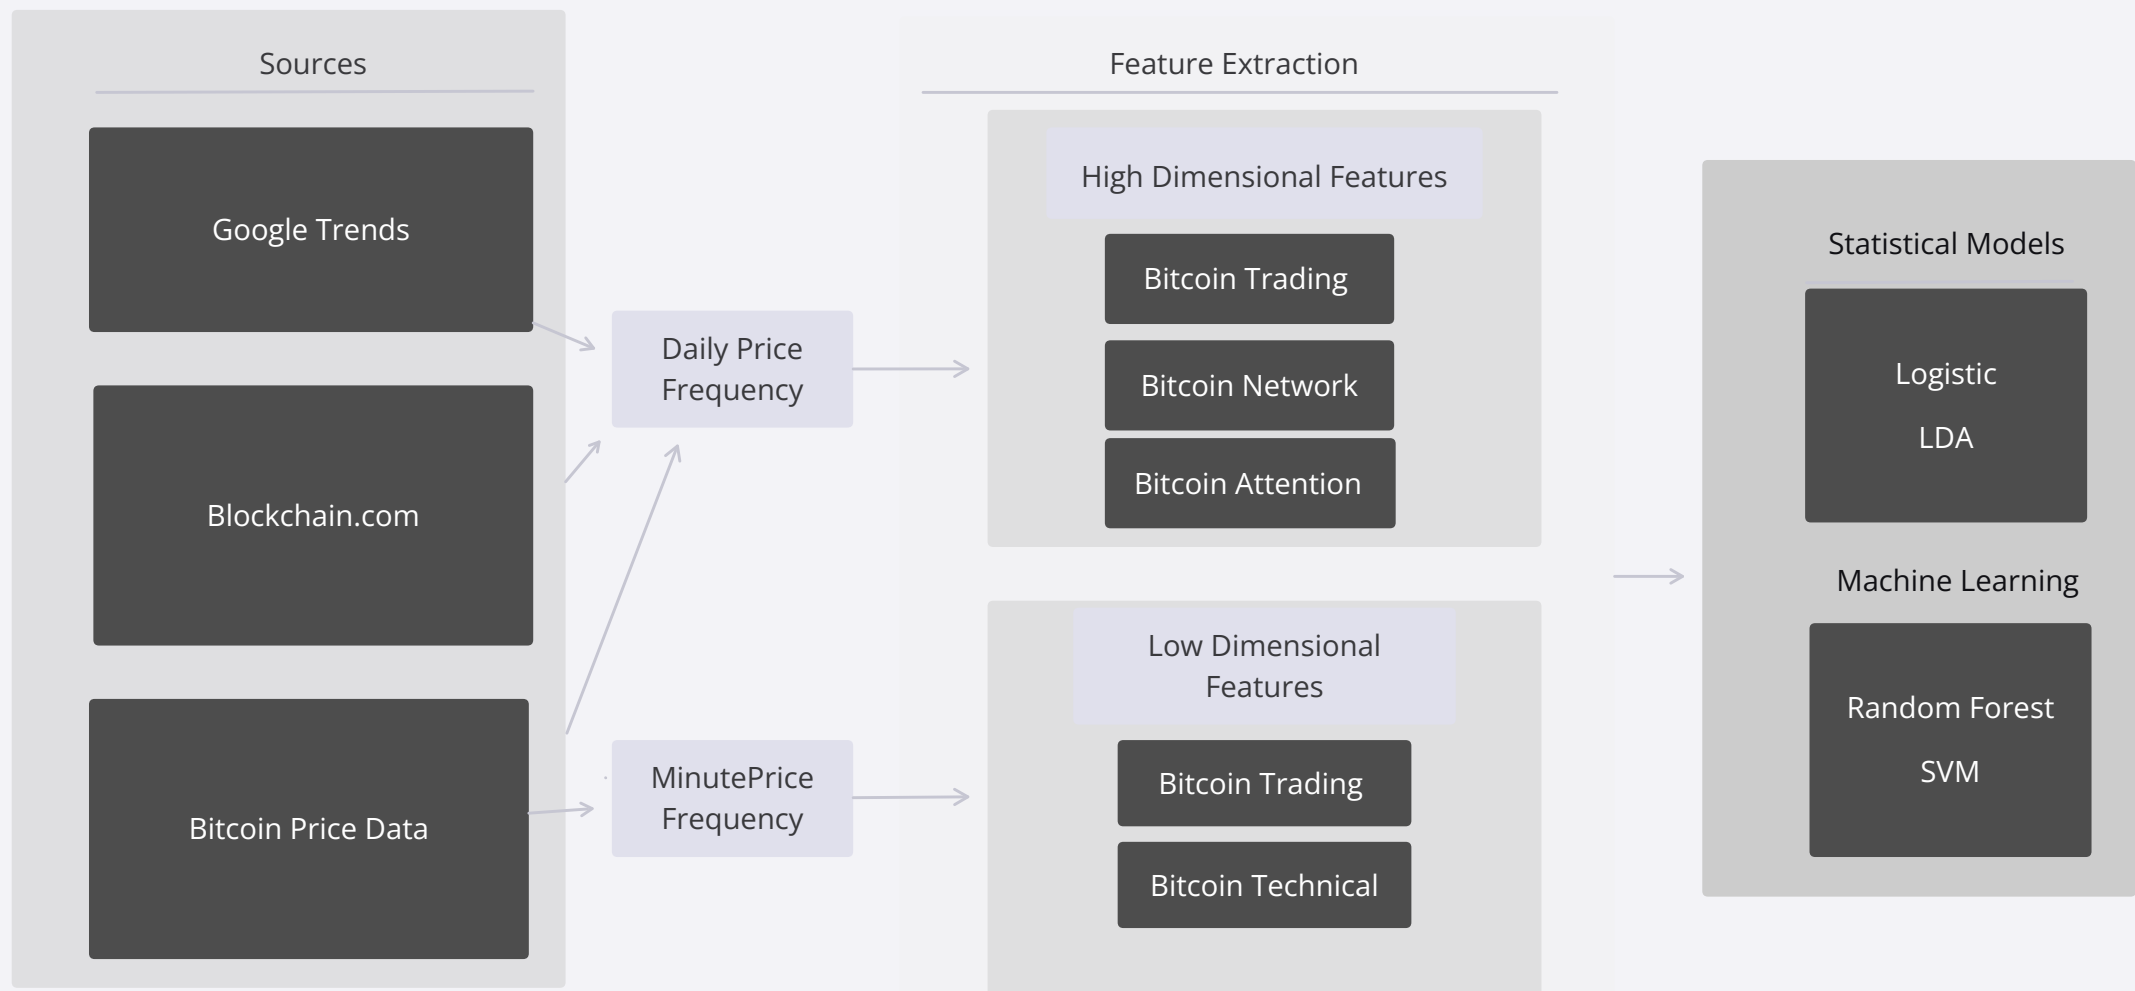 Sources
Google Trends
Blockchain.com
Bitcoin Price Data
Daily Price
Frequency
MinutePrice
Frequency
Feature Extraction
High Dimensional Features
Bitcoin Trading
Bitcoin Network
Bitcoin Attention
Low Dimensional
Features
Bitcoin Trading
Bitcoin Technical
Statistical Models
Logistic
LDA
Machine Learning
Random Forest
SVM